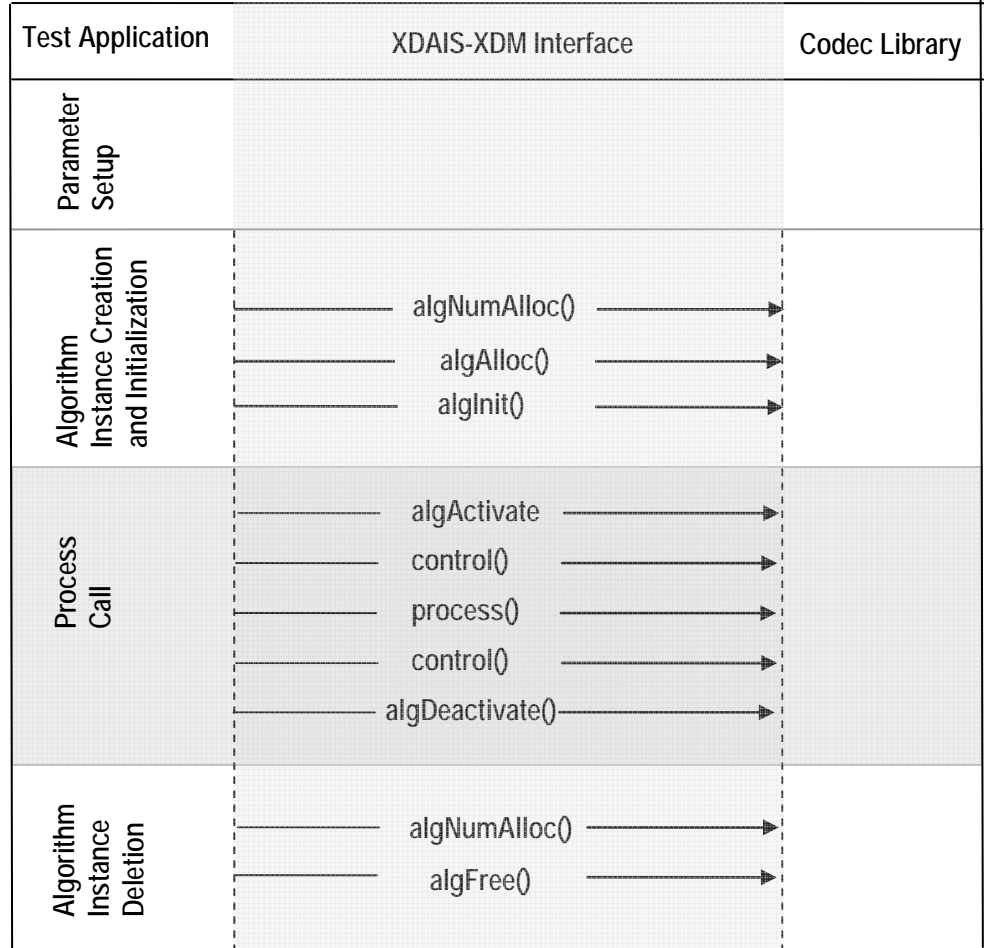 Test Application
XDAIS-XDM Interface
Codec Library
Parameter
Setup
Algorithm
Instance Creation
and Initialization
algNumAlloc()
algAlloc()
algInit()
Process
Call
algActivate
control()
process()
control()
algDeactivate()
Algorithm
Instance
Deletion
algNumAlloc()
algFree()